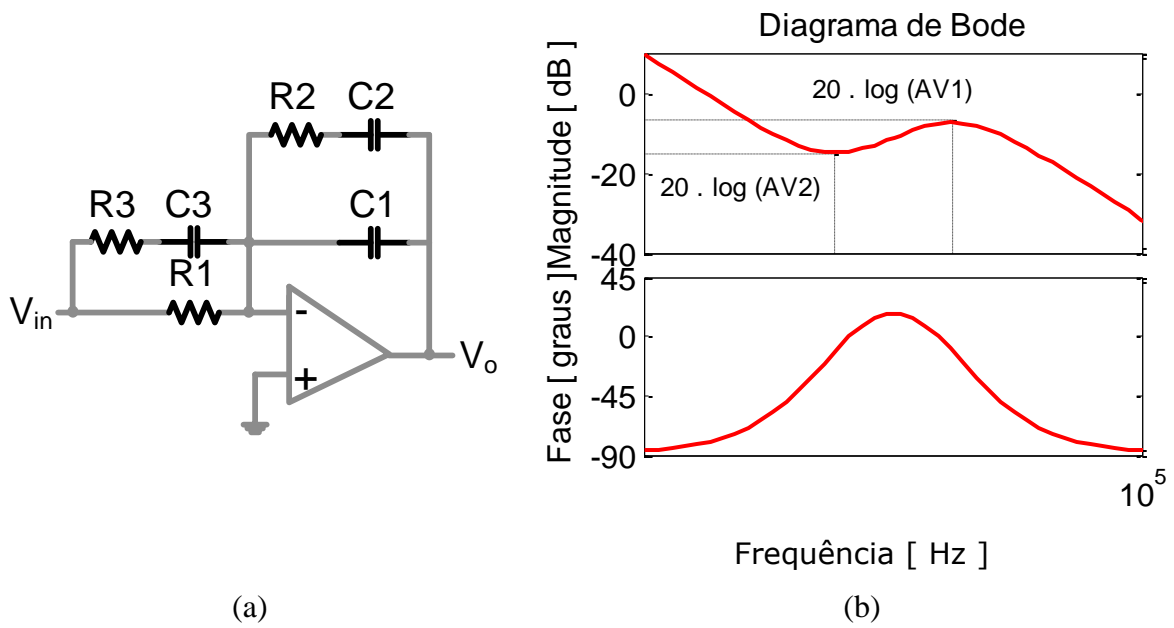 R2 C2
R3 C3 C1
R1
Vin
-
+
Vo
(a)
Diagrama de Bode
Magnitude [ dB ]
0
-20
-40
20 . log (AV1)
20 . log (AV2)
Fase [ graus ]
45
0
-45
-90
10^5
Frequência [ Hz ]
(b)